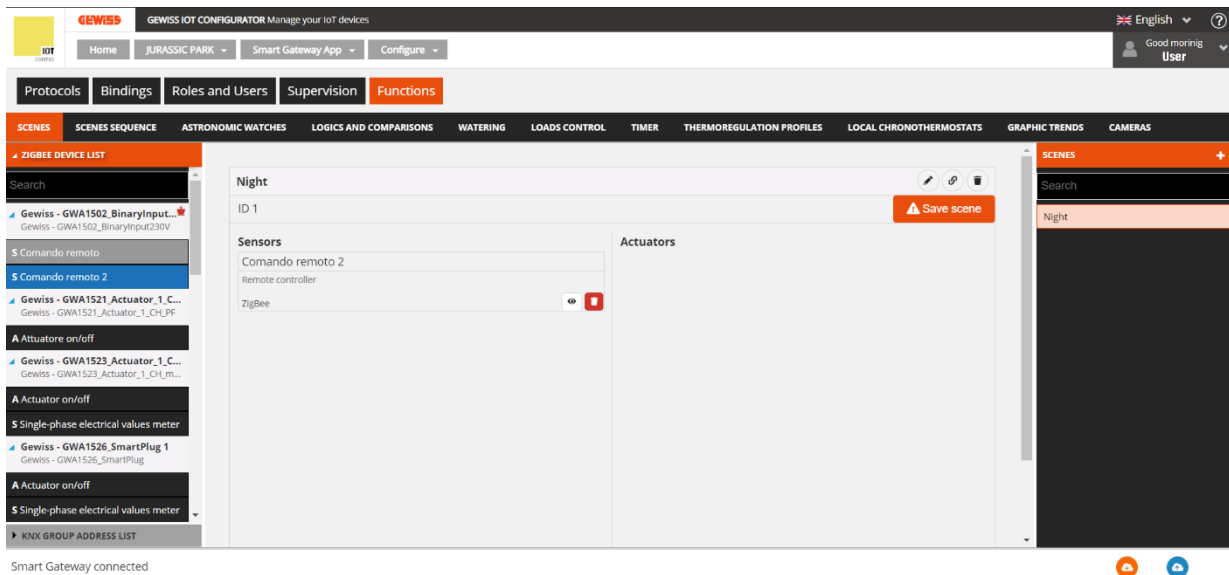 GEWISS GEWISS IOT CONFIGURATOR Manage your IoT devices English ?
IOT
CONFIG
Home JURASSIC PARK Smart Gateway App Configure Good morinig
User
Protocols Bindings Roles and Users Supervision Functions
SCENES SCENES SEQUENCE ASTRONOMIC WATCHES LOGICS AND COMPARISONS WATERING LOADS CONTROL TIMER THERMOREGULATION PROFILES LOCAL CHRONOTHERMOSTATS GRAPHIC TRENDS CAMERAS
ZIGBEE DEVICE LIST
Search
Gewiss - GWA1502_BinaryInput...
Gewiss - GWA1502_BinaryInput230V
S Comando remoto
S Comando remoto 2
Gewiss - GWA1521_Actuator_1_C...
Gewiss - GWA1521_Actuator_1_CH_PF
A Attuatore on/off
Gewiss - GWA1523_Actuator_1_C...
Gewiss - GWA1523_Actuator_1_CH_m...
A Actuator on/off
S Single-phase electrical values meter
Gewiss - GWA1526_SmartPlug 1
Gewiss - GWA1526_SmartPlug
A Actuator on/off
S Single-phase electrical values meter
KNX GROUP ADDRESS LIST
Night
ID 1
Save scene
Sensors
Comando remoto 2
Remote controller
ZigBee
Actuators
SCENES +
Search
Night
Smart Gateway connected